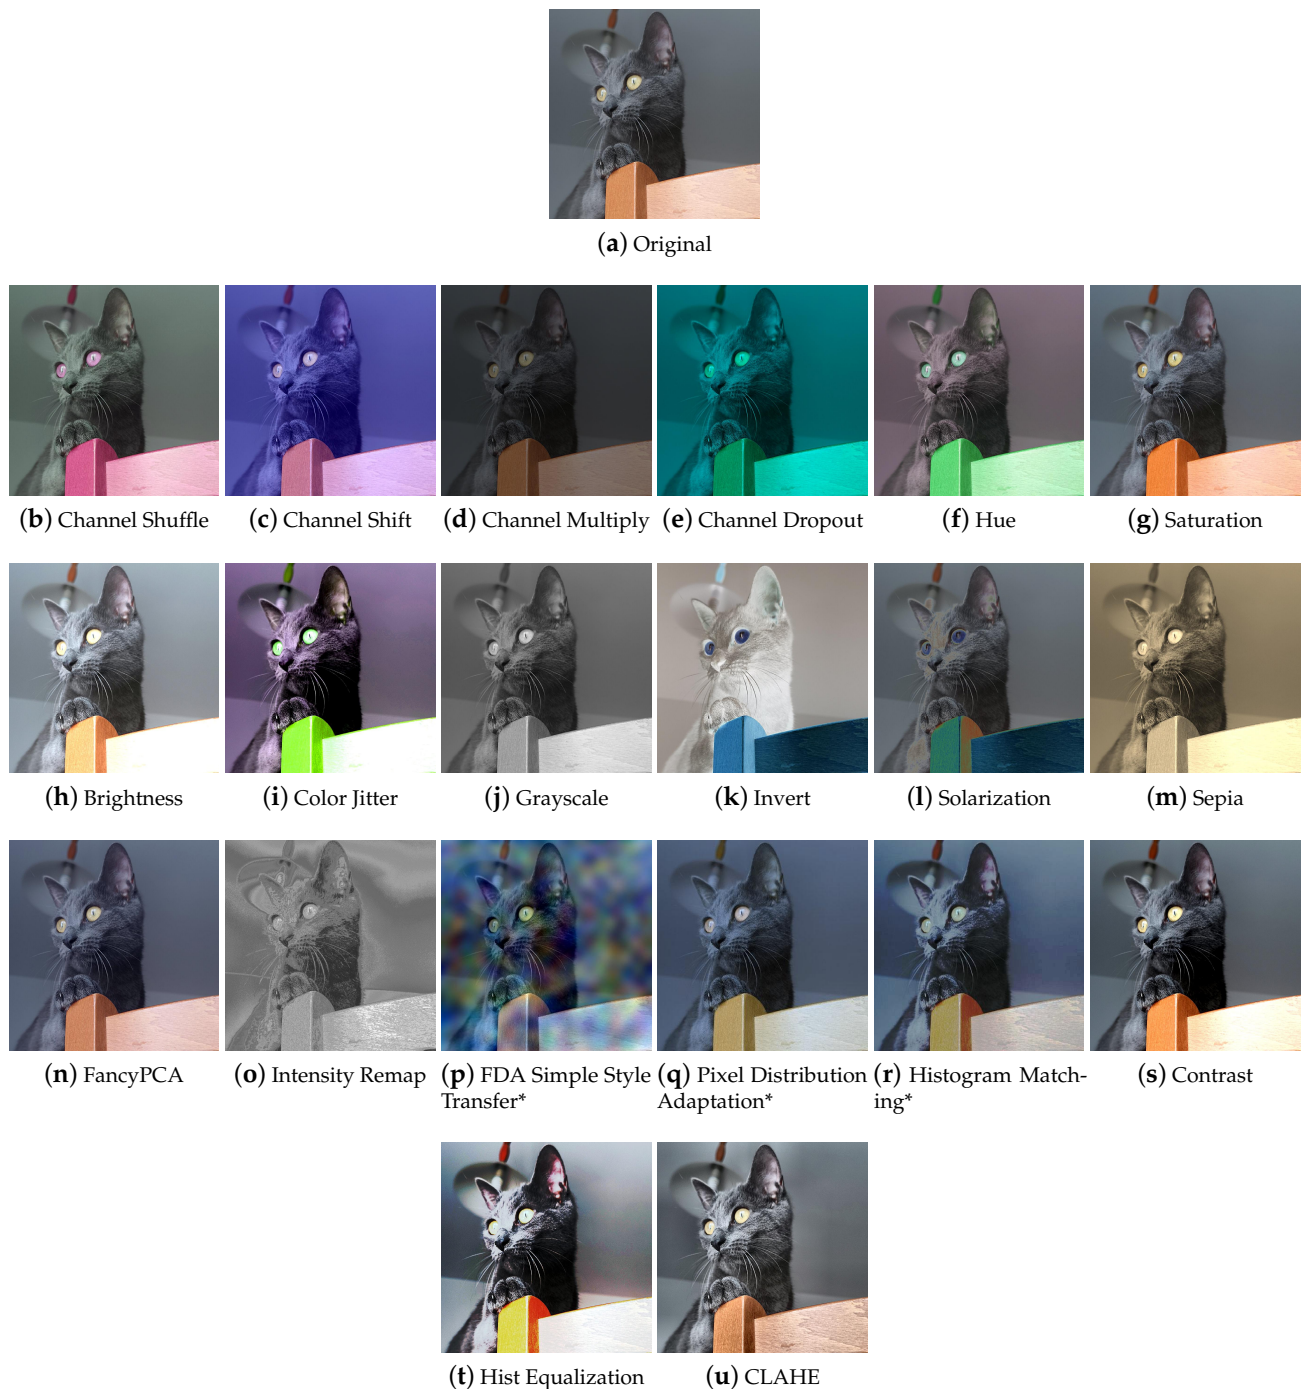 (a) Original
(b) Channel Shuffle
(c) Channel Shift
(d) Channel Multiply
(e) Channel Dropout
(f) Hue
(g) Saturation
(h) Brightness
(i) Color Jitter
(j) Grayscale
(k) Invert
(l) Solarization
(m) Sepia
(n) FancyPCA
(o) Intensity Remap
(p) FDA Simple Style
Transfer*
(q) Pixel Distribution
Adaptation*
(r) Histogram Match-
ing*
(s) Contrast
(t) Hist Equalization
(u) CLAHE